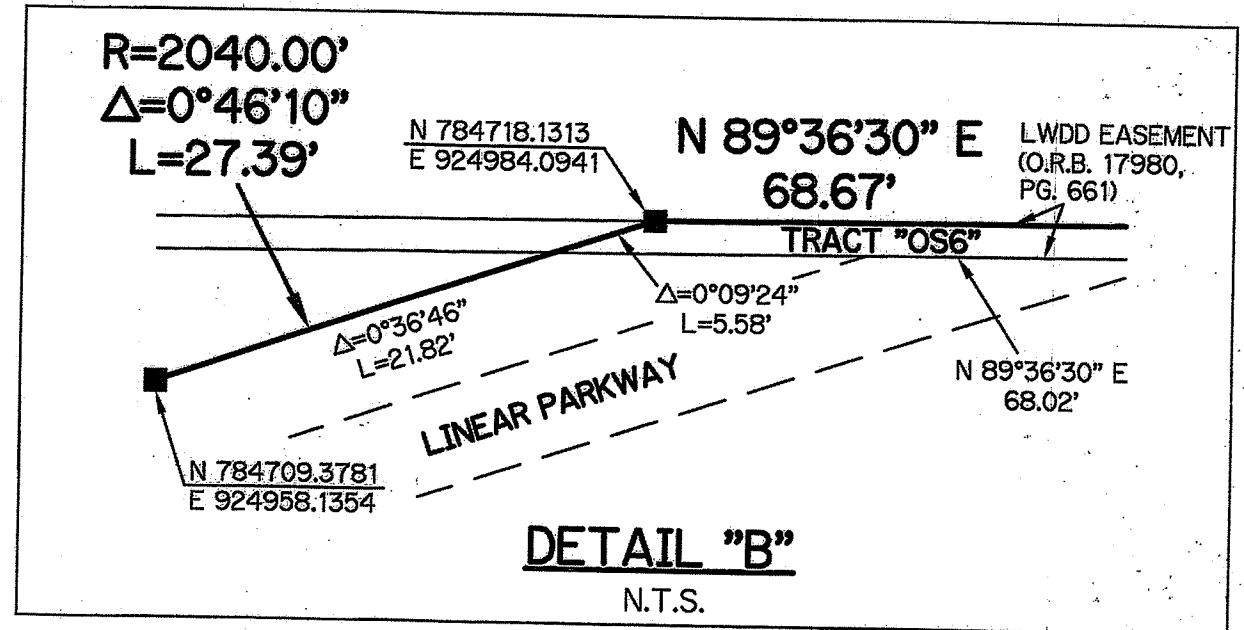 R=2040.00'
Δ=0°46'10"
L=27.39'
N 784718.1313
E 924984.0941
N 89°36'30" E
68.67'
LWDD EASEMENT
(O.R.B. 17980,
PG. 661)
TRACT "OS6"
Δ=0°36'46"
L=21.82'
Δ=0°09'24"
L=5.58'
N 89°36'30" E
68.02'
LINEAR PARKWAY
N 784709.3781
E 924958.1354
DETAIL "B"
N.T.S.